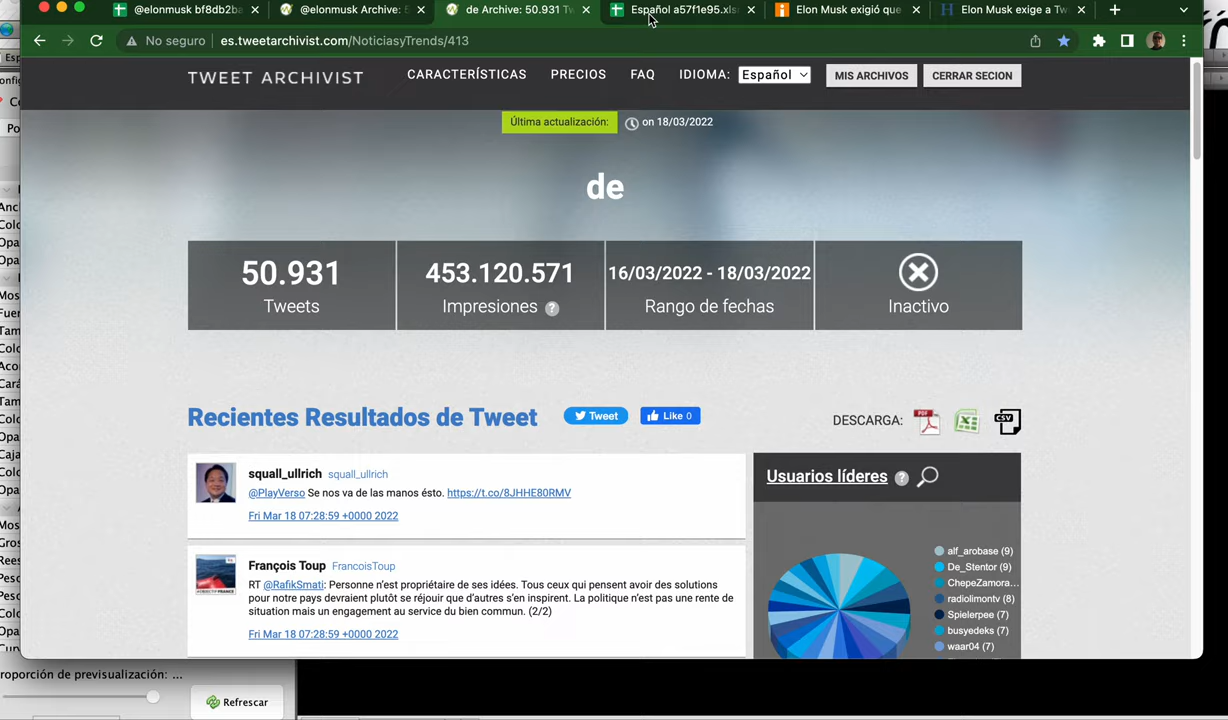 @elonmusk bf8db2ba
@elonmusk Archive: 5
de Archive: 50.931 Tw
Español a57f1e95.xls
Elon Musk exigió que
Elon Musk exige a Tw
No seguro
es.tweetarchivist.com/NoticiasyTrends/413
TWEET ARCHIVIST
CARACTERÍSTICAS
PRECIOS
FAQ
IDIOMA:
Español
MIS ARCHIVOS
CERRAR SECION
Última actualización:
on 18/03/2022
de
50.931
Tweets
453.120.571
Impresiones ?
16/03/2022 - 18/03/2022
Rango de fechas
Inactivo
Recientes Resultados de Tweet
Tweet
Like 0
DESCARGA:
PDF
CSV
squall_ullrich squall_ullrich
@PlayVerso Se nos va de las manos ésto. https://t.co/8JHHE80RMV
Fri Mar 18 07:28:59 +0000 2022
François Toup FrancoisToup
RT @RafikSmati: Personne n'est propriétaire de ses idées. Tous ceux qui pensent avoir des solutions
pour notre pays devraient plutôt se réjouir que d'autres s'en inspirent. La politique n'est pas une rente de
situation mais un engagement au service du bien commun. (2/2)
Fri Mar 18 07:28:59 +0000 2022
Usuarios líderes ?
alf_arobase (9)
De_Stentor (9)
ChepeZamora...
radiolimontv (8)
Spielerpee (7)
busyedeks (7)
waar04 (7)
roporción de previsualización: ...
Refrescar